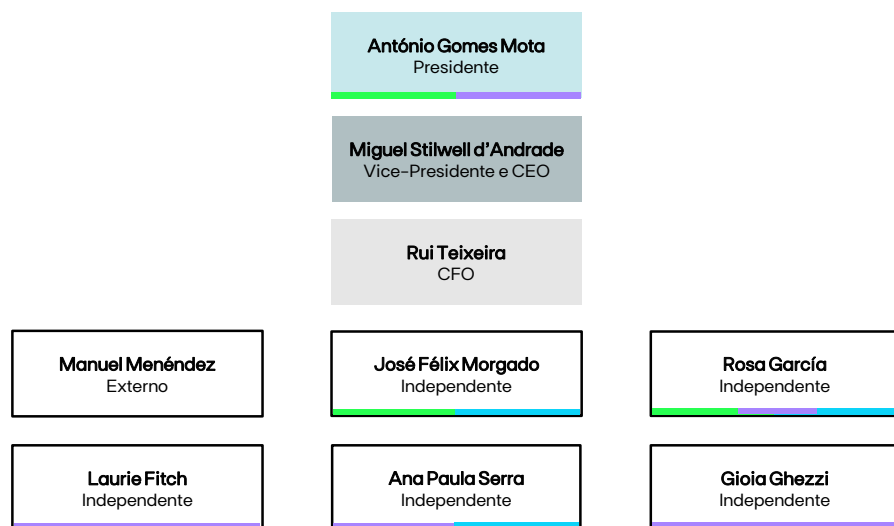 António Gomes Mota
Presidente
Miguel Stilwell d’Andrade
Vice-Presidente e CEO
Rui Teixeira
CFO
Manuel Menéndez
Externo
José Félix Morgado
Independente
Rosa García
Independente
Laurie Fitch
Independente
Ana Paula Serra
Independente
Gioia Ghezzi
Independente